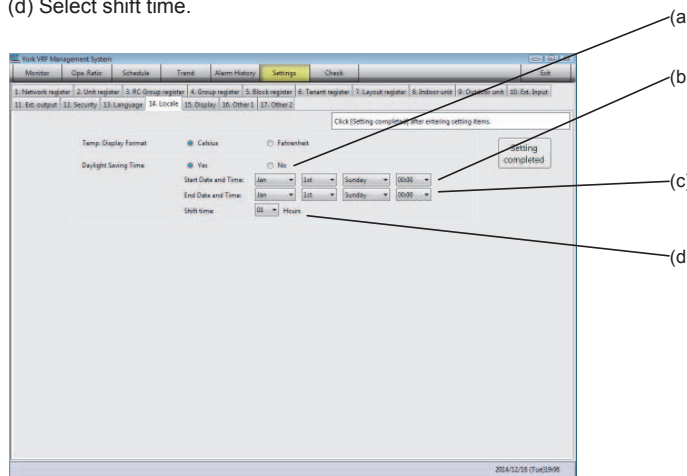 (d) Select shift time.
York VRF Management System
Monitor Ope. Ratio Schedule Trend Alarm History Settings Check Exit
1. Network register 2. Unit register 3. RC Group register 4. Group register 5. Block register 6. Tenant register 7. Layout register 8. Indoor unit 9. Outdoor unit 10. Ext. Input
11. Ext. output 12. Security 13. Language 14. Locale 15. Display 16. Other 1 17. Other 2
Click [Setting completed] after entering setting items.
Temp. Display Format Celsius Fahrenheit
Setting
completed
Daylight Saving Time Yes No
Start Date and Time: Jan 1st Sunday 00:00
End Date and Time: Jan 1st Sunday 00:00
Shift time: 00 Hours
(a
(b
(c)
(d
2014/12/16 (Tue)19:06